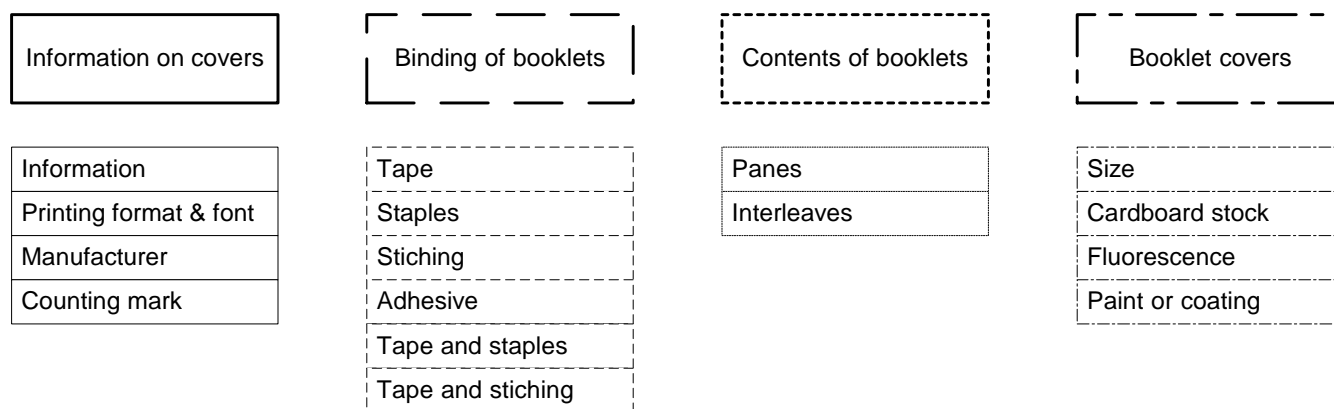 Information on covers
Binding of booklets
Contents of booklets
Booklet covers
Information
Printing format & font
Manufacturer
Counting mark
Tape
Staples
Stiching
Adhesive
Tape and staples
Tape and stiching
Panes
Interleaves
Size
Cardboard stock
Fluorescence
Paint or coating